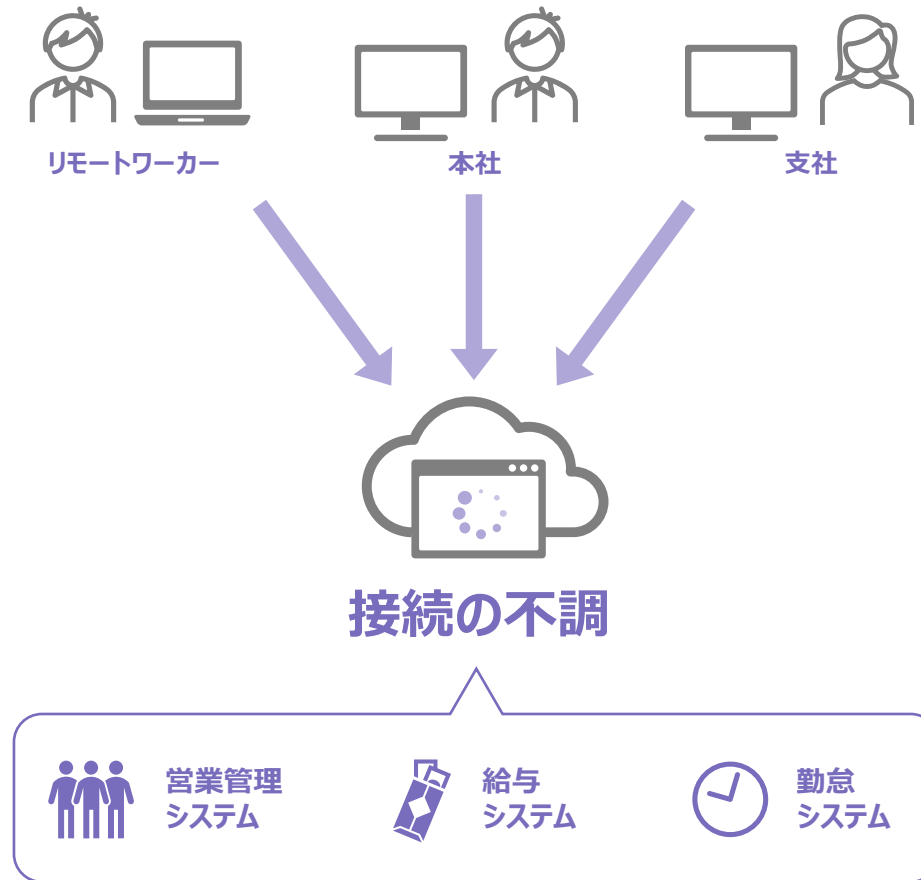 リモートワーカー
本社
支社
接続の不調
営業管理
システム
給与
システム
勤怠
システム